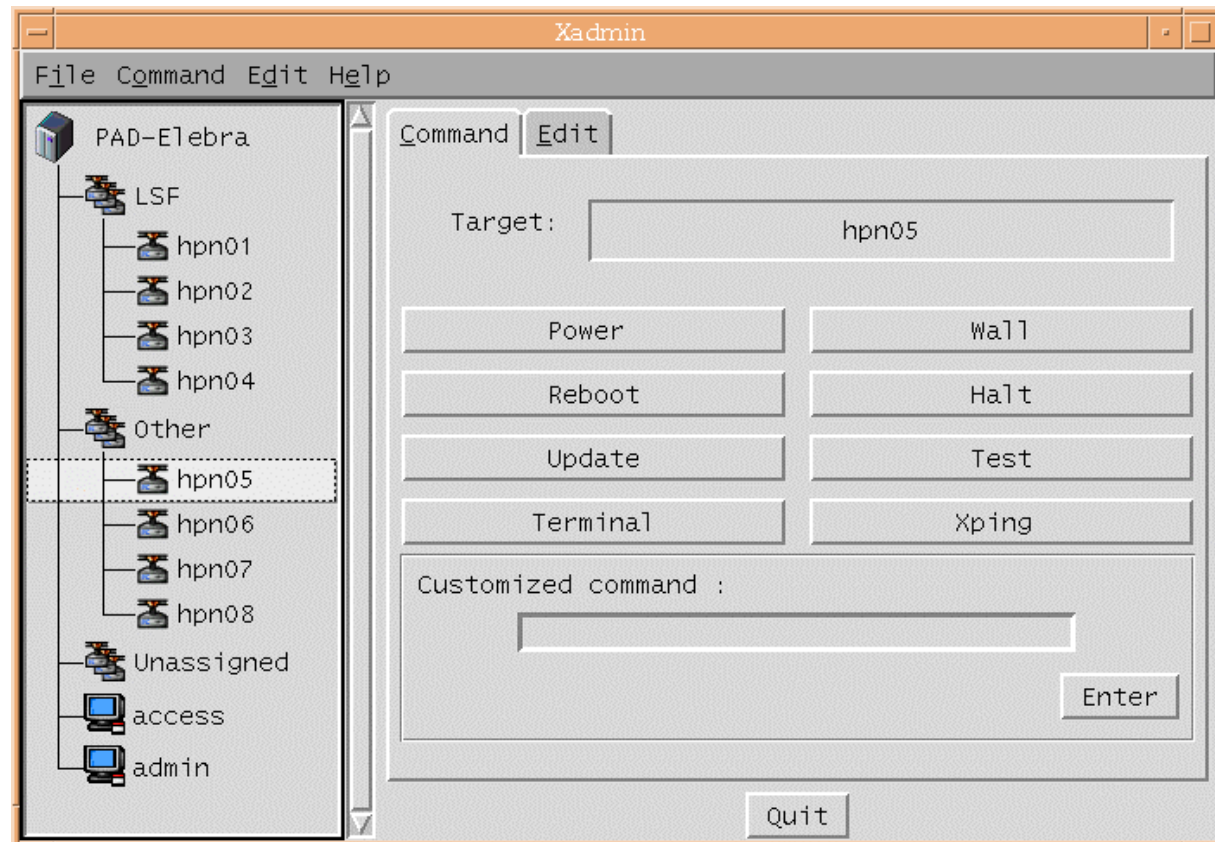 Xadmin
File Command Edit Help
PAD-Elebra
LSF
hpn01
hpn02
hpn03
hpn04
Other
hpn05
hpn06
hpn07
hpn08
Unassigned
access
admin
Command Edit
Target: hpn05
Power Wall
Reboot Halt
Update Test
Terminal Xping
Customized command :
Enter
Quit